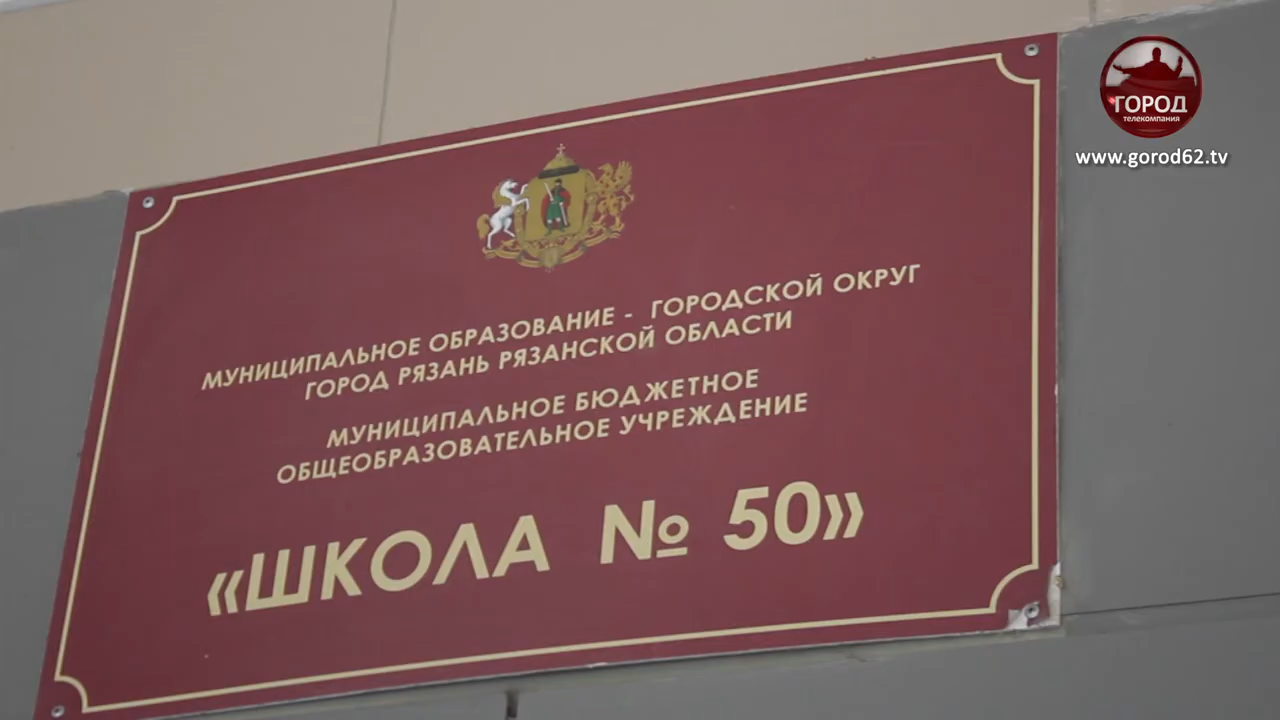 ГОРОД
телекомпания
www.gorod62.tv
МУНИЦИПАЛЬНОЕ ОБРАЗОВАНИЕ - ГОРОДСКОЙ ОКРУГ
ГОРОД РЯЗАНЬ РЯЗАНСКОЙ ОБЛАСТИ
МУНИЦИПАЛЬНОЕ БЮДЖЕТНОЕ
ОБЩЕОБРАЗОВАТЕЛЬНОЕ УЧРЕЖДЕНИЕ
«ШКОЛА № 50»